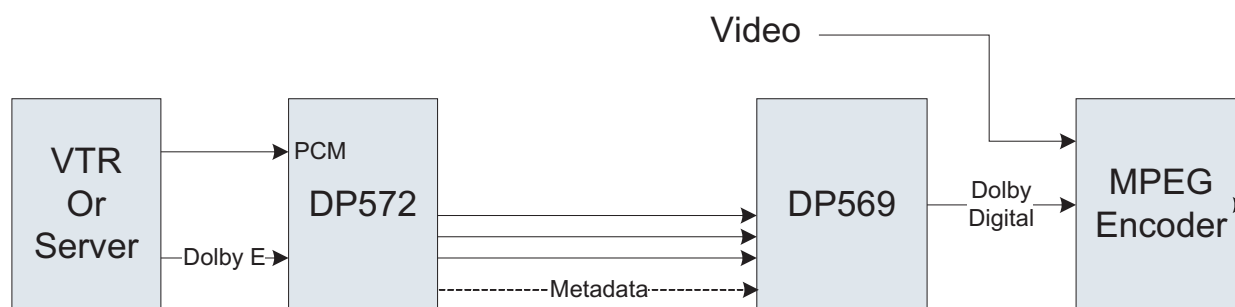 Video
VTR
Or
Server
PCM
DP572
Dolby E
Metadata
DP569
Dolby
Digital
MPEG
Encoder